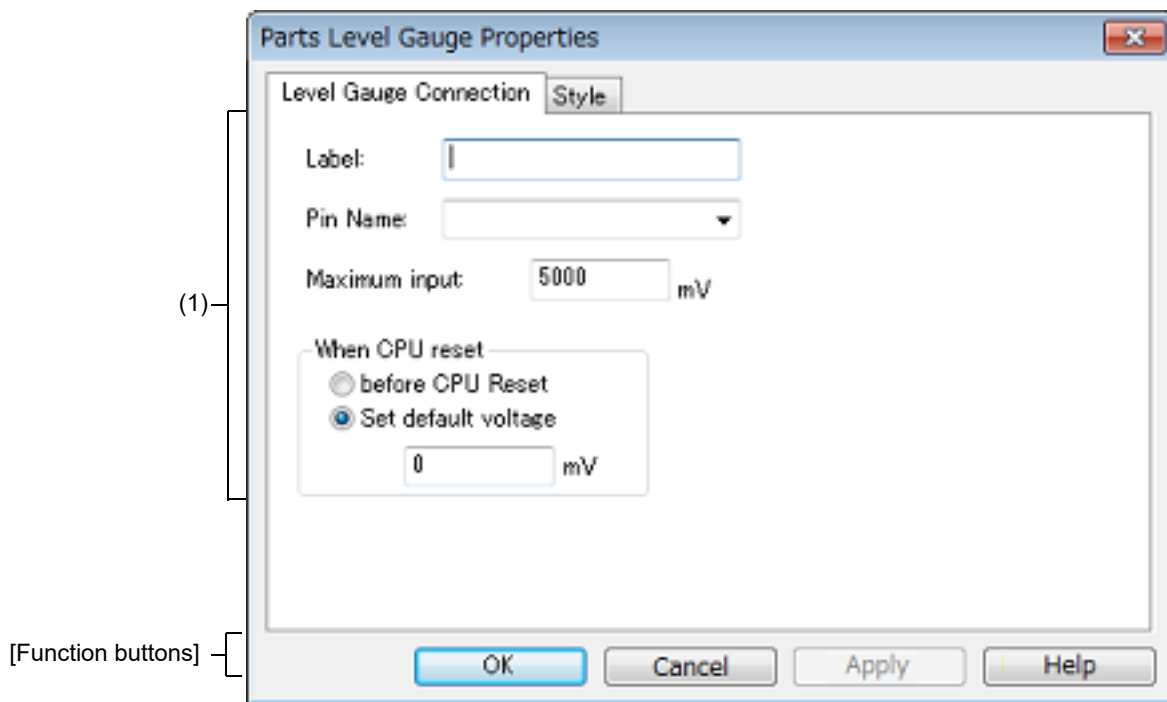 Parts Level Gauge Properties
Level Gauge Connection Style
Label:
Pin Name:
Maximum input: 5000 mV
(1)
When CPU reset
before CPU Reset
Set default voltage
0 mV
[Function buttons]
OK Cancel Apply Help